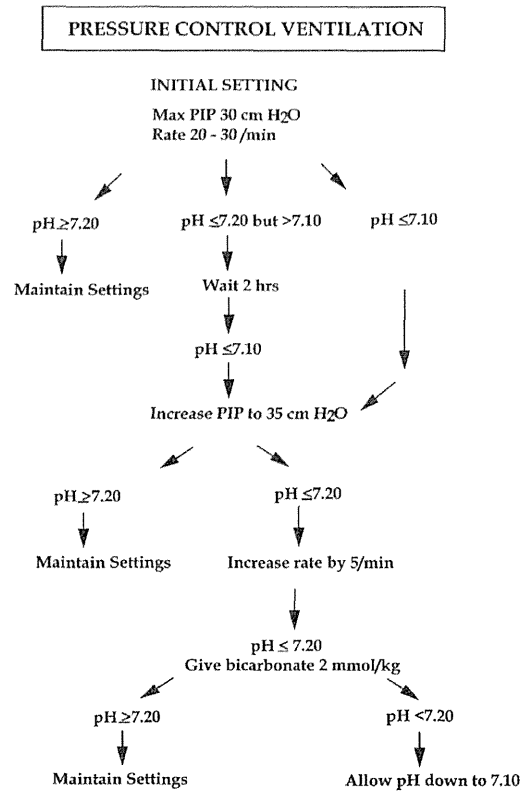 PRESSURE CONTROL VENTILATION
INITIAL SETTING
Max PIP 30 cm H2O
Rate 20 - 30/min
pH ≥7.20
pH ≤7.20 but >7.10
pH ≤7.10
Maintain Settings
Wait 2 hrs
pH ≤7.10
Increase PIP to 35 cm H2O
pH ≥7.20
pH ≤7.20
Maintain Settings
Increase rate by 5/min
pH ≤ 7.20
Give bicarbonate 2 mmol/kg
pH ≥7.20
pH <7.20
Maintain Settings
Allow pH down to 7.10